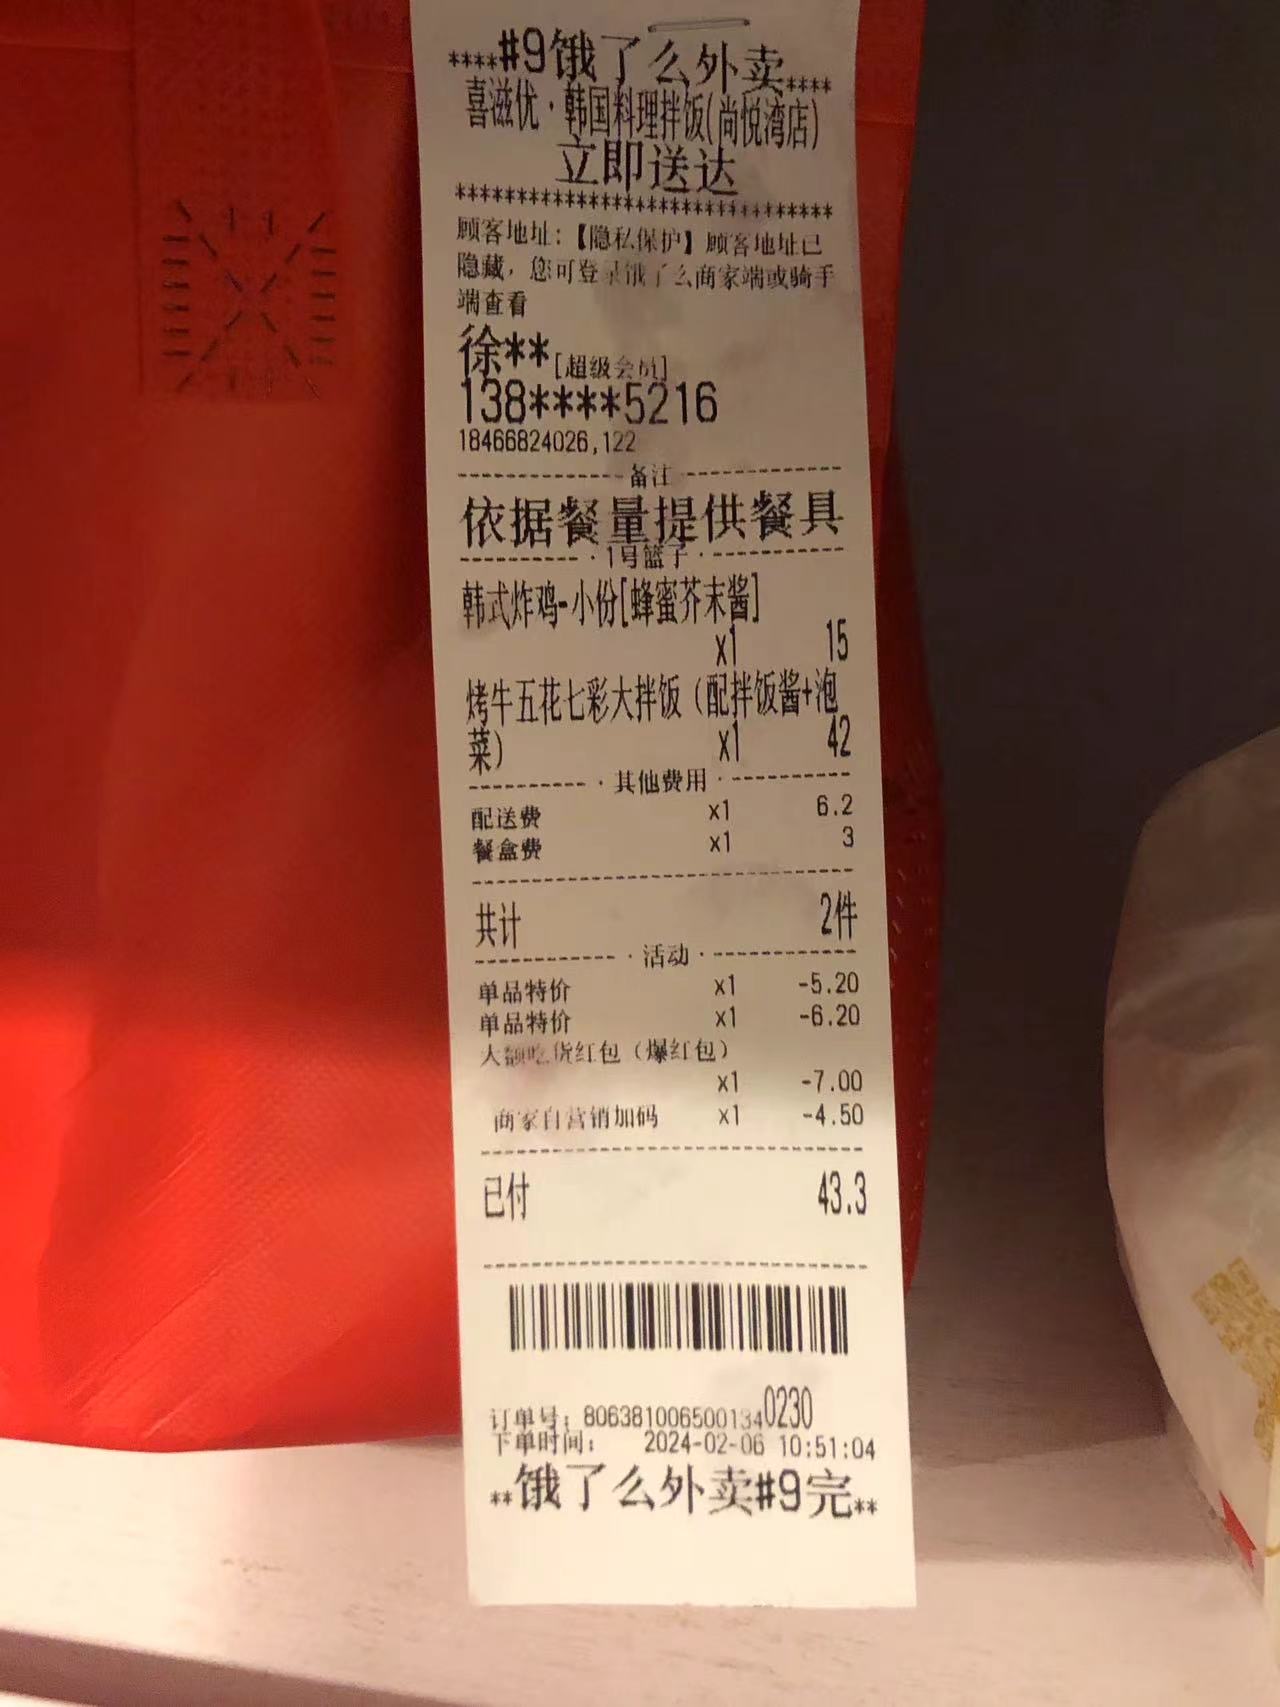 ****#9饿了么外卖****
喜滋优·韩国料理拌饭(尚悦湾店)
立即送达
********************************
顾客地址:【隐私保护】顾客地址已
隐藏，您可登录饿了么商家端或骑手
端查看
徐**[超级会员]
138****5216
18466824026,122
备注
依据餐量提供餐具
1号篮子
韩式炸鸡-小份[蜂蜜芥末酱]
x1 15
烤牛五花七彩大拌饭（配拌饭酱+泡
菜） x1 42
其他费用
配送费 x1 6.2
餐盒费 x1 3
共计 2件
活动
单品特价 x1 -5.20
单品特价 x1 -6.20
大额吃货红包（爆红包）
x1 -7.00
商家自营销加码 x1 -4.50
已付 43.3
订单号: 8063810065001340230
下单时间: 2024-02-06 10:51:04
**饿了么外卖#9完**